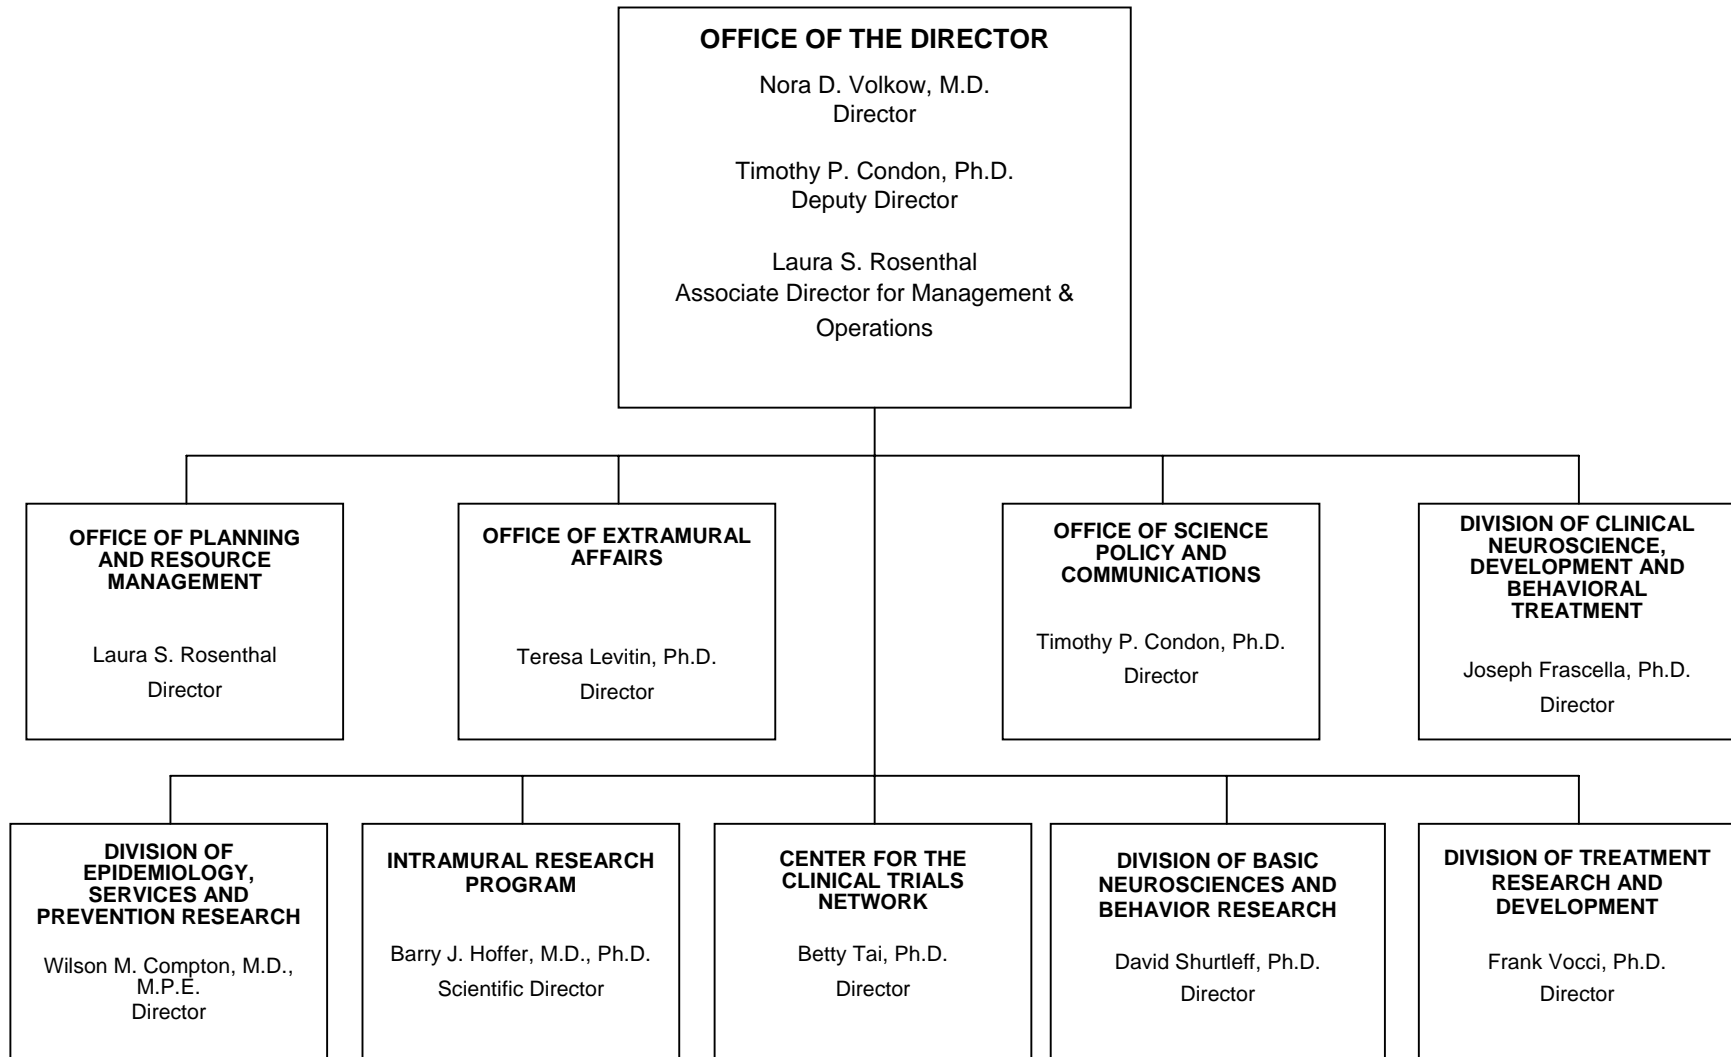 OFFICE OF THE DIRECTOR
Nora D. Volkow, M.D.
Director
Timothy P. Condon, Ph.D.
Deputy Director
Laura S. Rosenthal
Associate Director for Management &
Operations
OFFICE OF PLANNING
AND RESOURCE
MANAGEMENT
Laura S. Rosenthal
Director
OFFICE OF EXTRAMURAL
AFFAIRS
Teresa Levitin, Ph.D.
Director
OFFICE OF SCIENCE
POLICY AND
COMMUNICATIONS
Timothy P. Condon, Ph.D.
Director
DIVISION OF CLINICAL
NEUROSCIENCE,
DEVELOPMENT AND
BEHAVIORAL
TREATMENT
Joseph Frascella, Ph.D.
Director
DIVISION OF
EPIDEMIOLOGY,
SERVICES AND
PREVENTION RESEARCH
Wilson M. Compton, M.D.,
M.P.E.
Director
INTRAMURAL RESEARCH
PROGRAM
Barry J. Hoffer, M.D., Ph.D.
Scientific Director
CENTER FOR THE
CLINICAL TRIALS
NETWORK
Betty Tai, Ph.D.
Director
DIVISION OF BASIC
NEUROSCIENCES AND
BEHAVIOR RESEARCH
David Shurtleff, Ph.D.
Director
DIVISION OF TREATMENT
RESEARCH AND
DEVELOPMENT
Frank Vocci, Ph.D.
Director